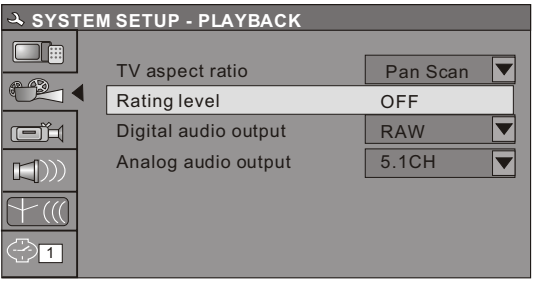 SYSTEM SETUP - PLAYBACK
TV aspect ratio Pan Scan
Rating level OFF
Digital audio output RAW
Analog audio output 5.1CH
1